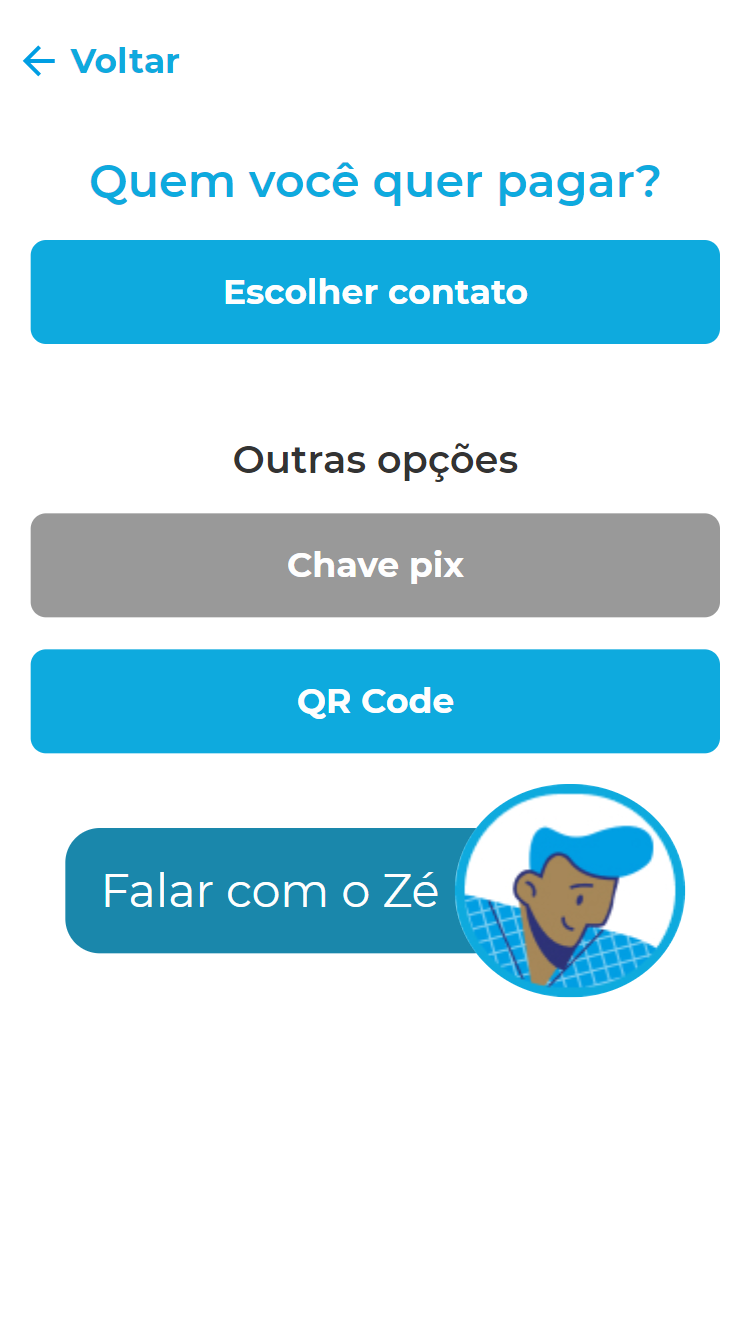 Voltar
Quem você quer pagar?
Escolher contato
Outras opções
Chave pix
QR Code
Falar com o Zé